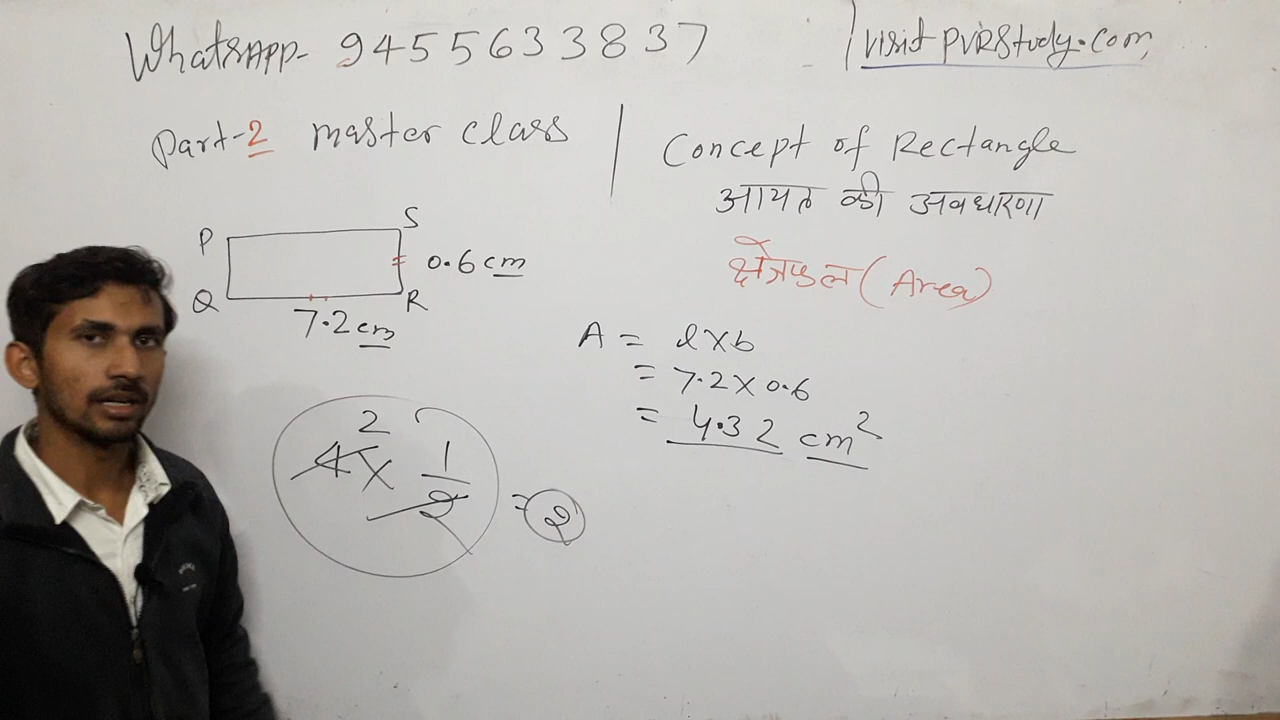 WhatsAPP- 9455633837
visit PVRStudy.com
Part-2 master class
Concept of Rectangle
आयत की अवधारणा
क्षेत्रफल (Area)
P S
0.6 cm
Q R
7.2 cm
A = l×b
= 7.2×0.6
= 4.32 cm²
2
4 × 1/2 = 2